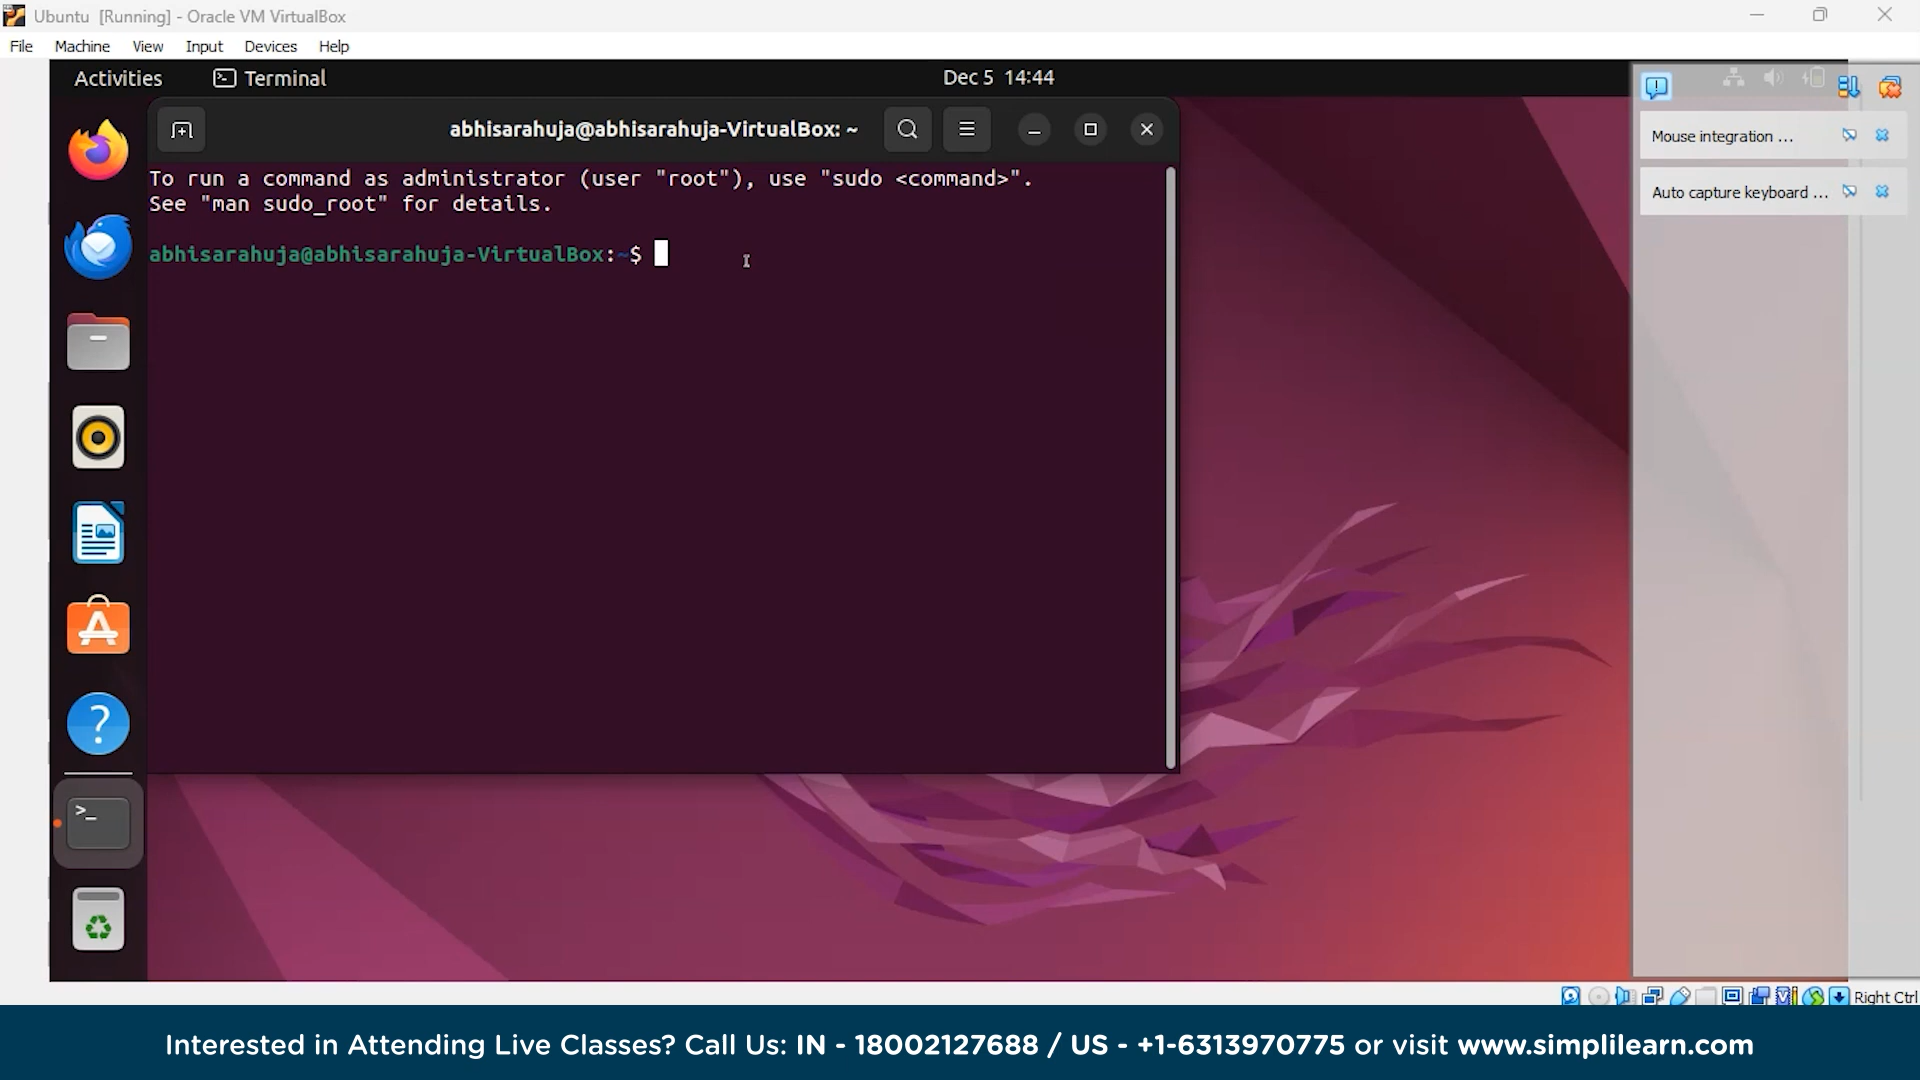 Ubuntu [Running] - Oracle VM VirtualBox
File Machine View Input Devices Help
Activities Terminal Dec 5 14:44
abhisarahuja@abhisarahuja-VirtualBox: ~
Mouse integration ...
Auto capture keyboard ...
To run a command as administrator (user "root"), use "sudo <command>".
See "man sudo_root" for details.
abhisarahuja@abhisarahuja-VirtualBox:~$
Right Ctrl
Interested in Attending Live Classes? Call Us: IN - 18002127688 / US - +1-6313970775 or visit www.simplilearn.com